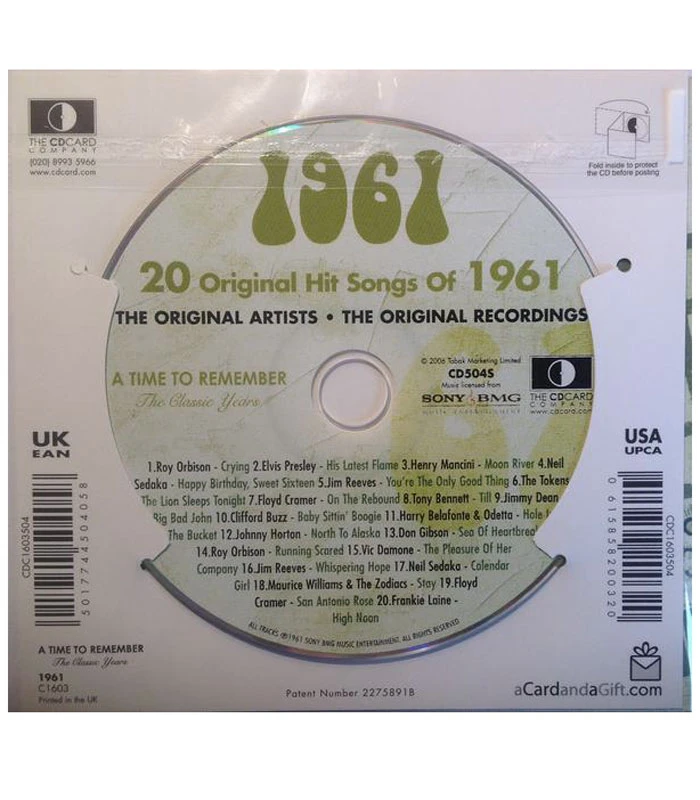 THE CDCARD
COMPANY
(020) 8993 5966
www.cdcard.com
Fold inside to protect
the CD before posting
1961
20 Original Hit Songs Of 1961
THE ORIGINAL ARTISTS • THE ORIGINAL RECORDINGS
A TIME TO REMEMBER
The Classic Years
© 2006 Tabak Marketing Limited
CD504S
Music licensed from
SONY BMG
music entertainment
THE CDCARD
COMPANY
www.cdcard.com
UK
EAN
USA
UPCA
1.Roy Orbison - Crying 2.Elvis Presley - His Latest Flame 3.Henry Mancini - Moon River 4.Neil
Sedaka - Happy Birthday, Sweet Sixteen 5.Jim Reeves - You're The Only Good Thing 6.The Tokens
The Lion Sleeps Tonight 7.Floyd Cramer - On The Rebound 8.Tony Bennett - Till 9.Jimmy Dean
Big Bad John 10.Clifford Buzz - Baby Sittin' Boogie 11.Harry Belafonte & Odetta - Hole
The Bucket 12.Johnny Horton - North To Alaska 13.Don Gibson - Sea Of Heartbreak
14.Roy Orbison - Running Scared 15.Vic Damone - The Pleasure Of Her
Company 16.Jim Reeves - Whispering Hope 17.Neil Sedaka - Calendar
Girl 18.Maurice Williams & The Zodiacs - Stay 19.Floyd
Cramer - San Antonio Rose 20.Frankie Laine -
High Noon
ALL TRACKS ℗1961 SONY BMG MUSIC ENTERTAINMENT. ALL RIGHTS RESERVED
CDC1603504
5017744504058
0 61585820032 0
CDC1603504
A TIME TO REMEMBER
The Classic Years
1961
C1603
Printed in the UK
Patent Number 2275891B
aCardandaGift.com